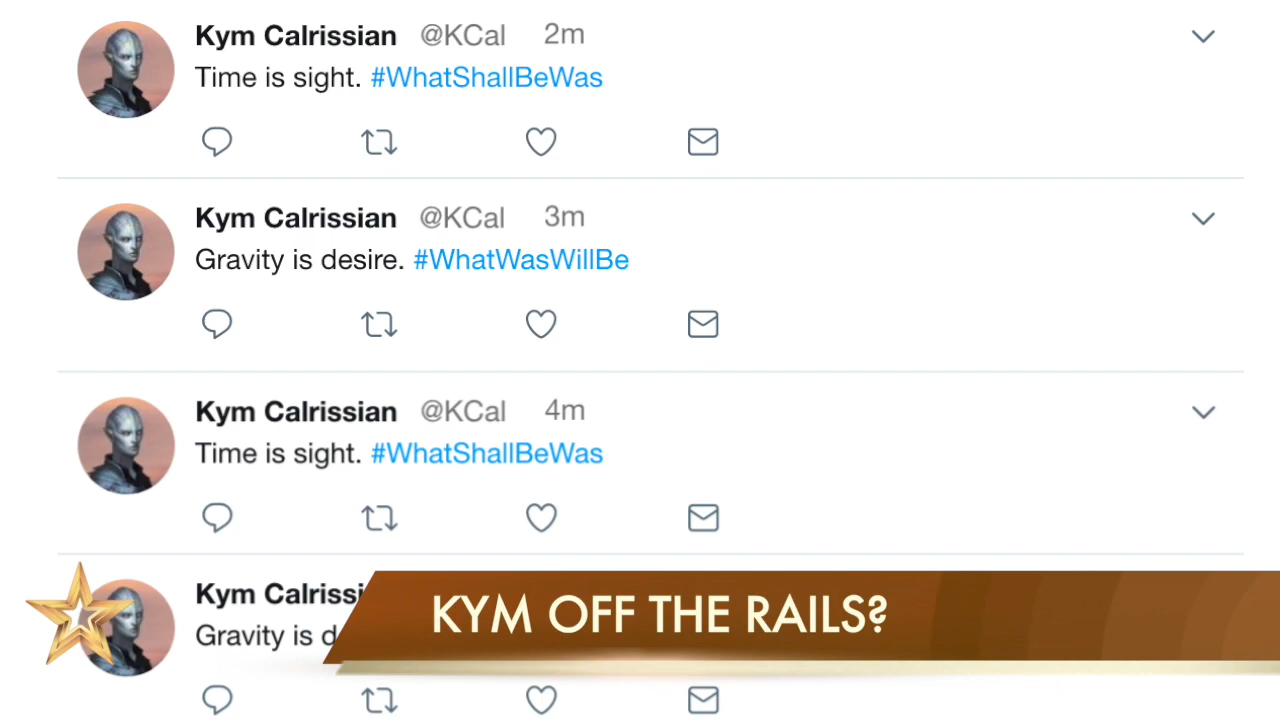 Kym Calrissian @KCal 2m
Time is sight. #WhatShallBeWas
Kym Calrissian @KCal 3m
Gravity is desire. #WhatWasWillBe
Kym Calrissian @KCal 4m
Time is sight. #WhatShallBeWas
Kym
Gravity is
KYM OFF THE RAILS?